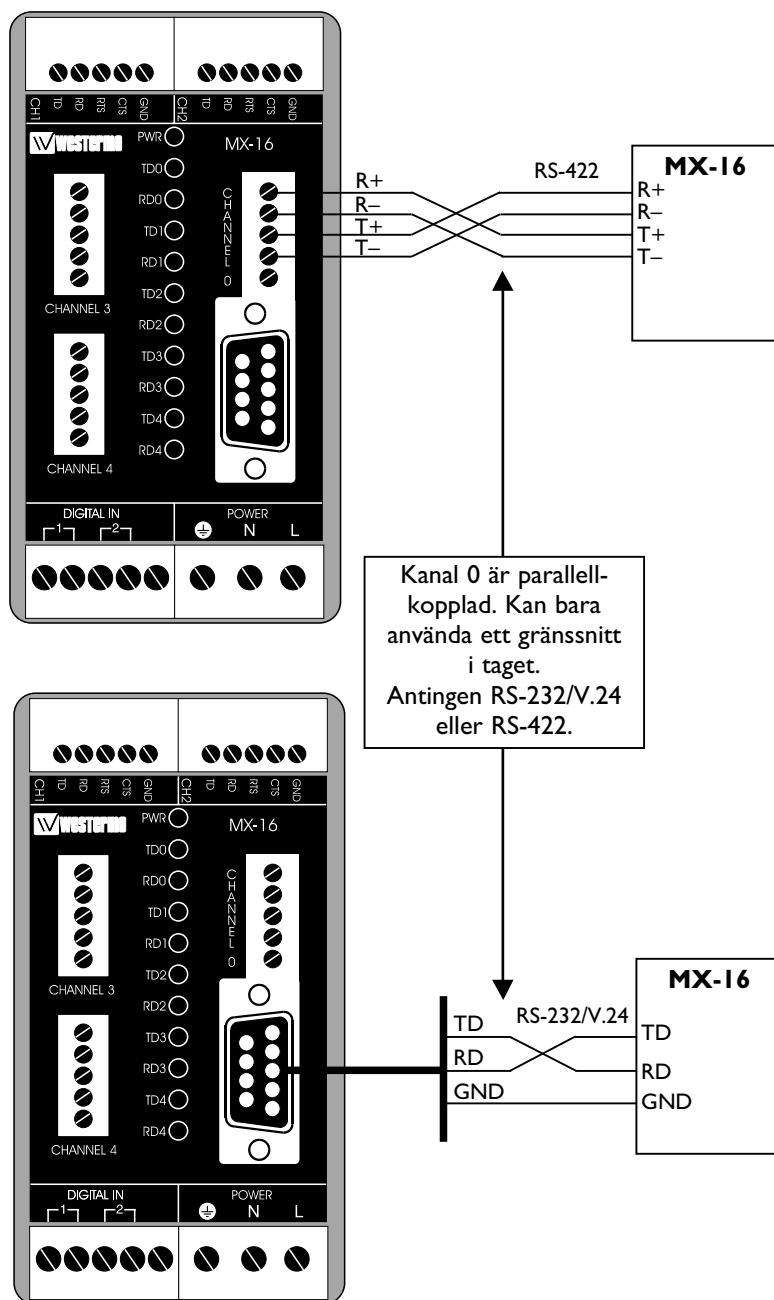 CH1 TD RD RTS CTS GND CH2 TD RD RTS CTS GND
Westermo
PWR
MX-16
TD0
RD0
TD1
RD1
TD2
RD2
TD3
RD3
TD4
RD4
CHANNEL 0
CHANNEL 3
CHANNEL 4
DIGITAL IN
1 2
POWER
N L
R+
R–
T+
T–
RS-422
MX-16
R+
R–
T+
T–
Kanal 0 är parallell-
kopplad. Kan bara
använda ett gränssnitt
i taget.
Antingen RS-232/V.24
eller RS-422.
CH1 TD RD RTS CTS GND CH2 TD RD RTS CTS GND
Westermo
PWR
MX-16
TD0
RD0
TD1
RD1
TD2
RD2
TD3
RD3
TD4
RD4
CHANNEL 0
CHANNEL 3
CHANNEL 4
DIGITAL IN
1 2
POWER
N L
TD
RD
GND
RS-232/V.24
MX-16
TD
RD
GND